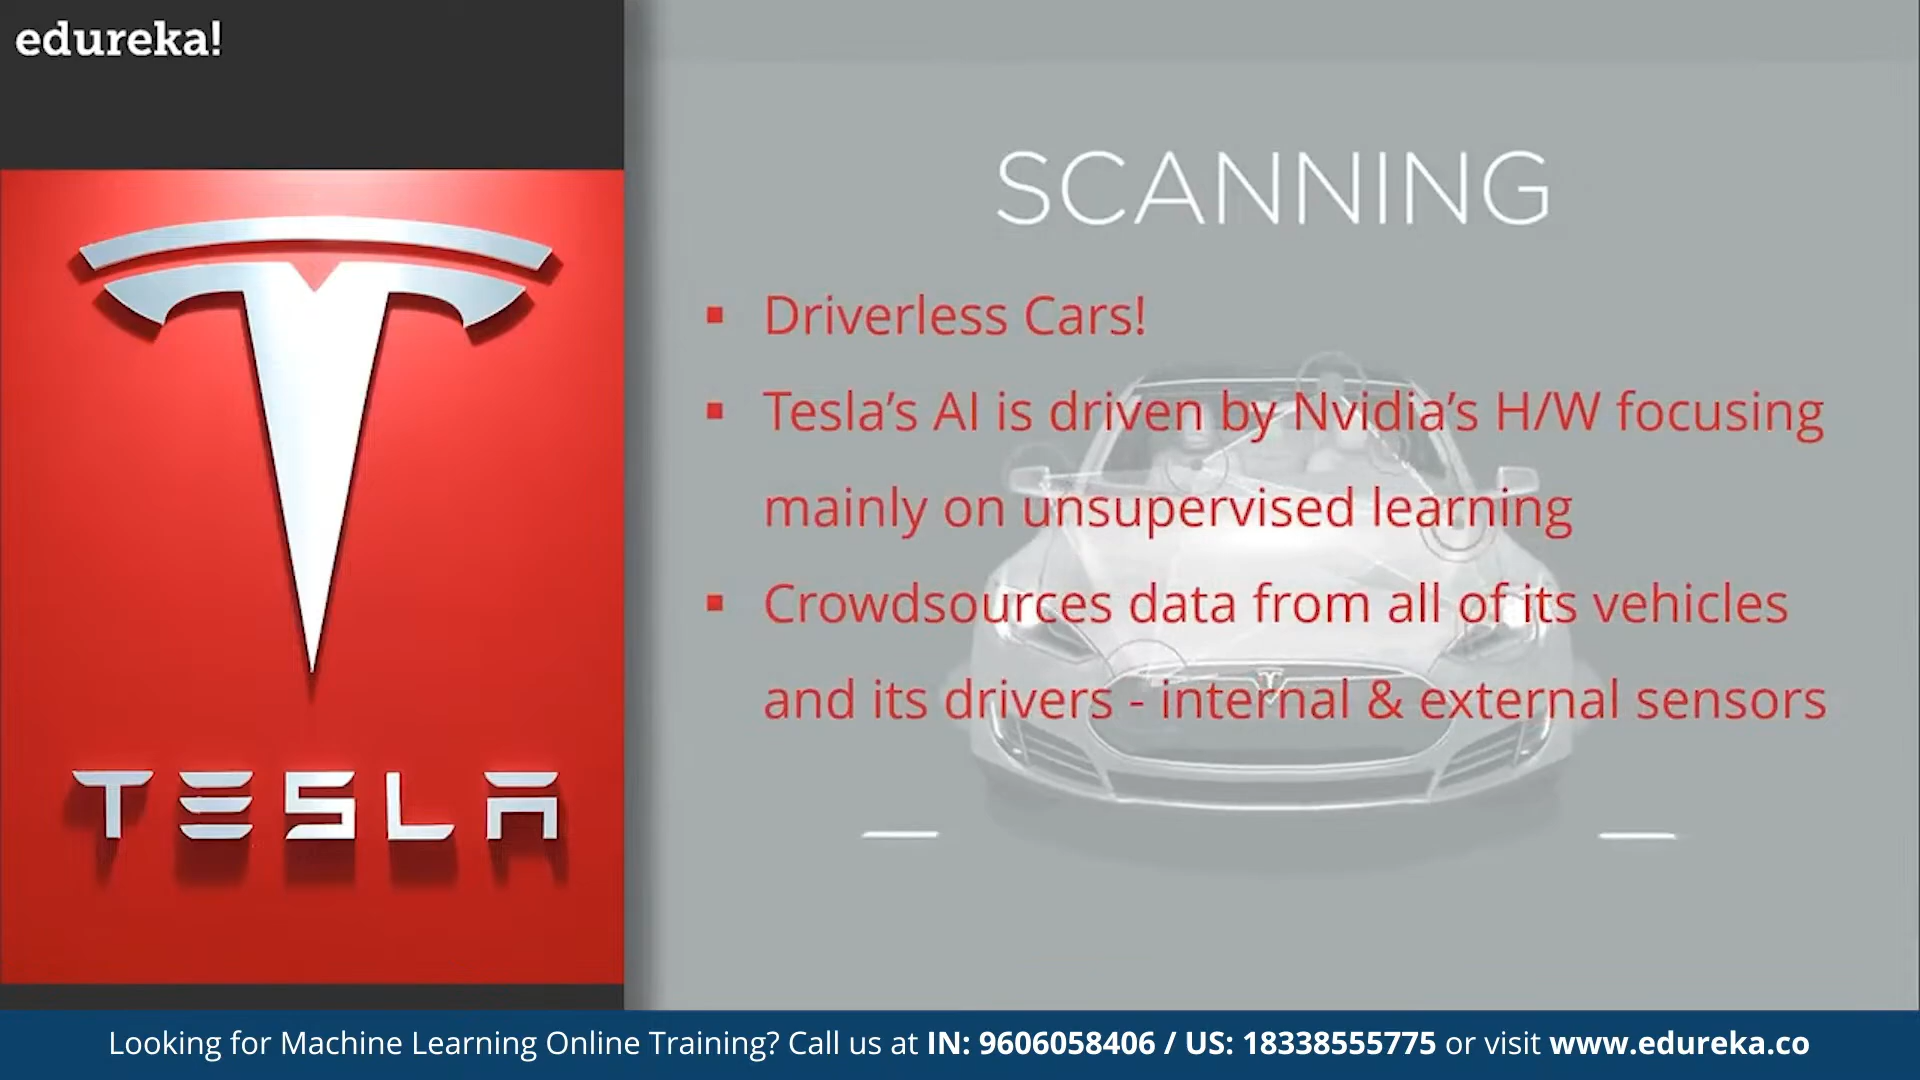 edureka!
TESLA
SCANNING
▪ Driverless Cars!
▪ Tesla’s AI is driven by Nvidia’s H/W focusing
mainly on unsupervised learning
▪ Crowdsources data from all of its vehicles
and its drivers - internal & external sensors
Looking for Machine Learning Online Training? Call us at IN: 9606058406 / US: 18338555775 or visit www.edureka.co